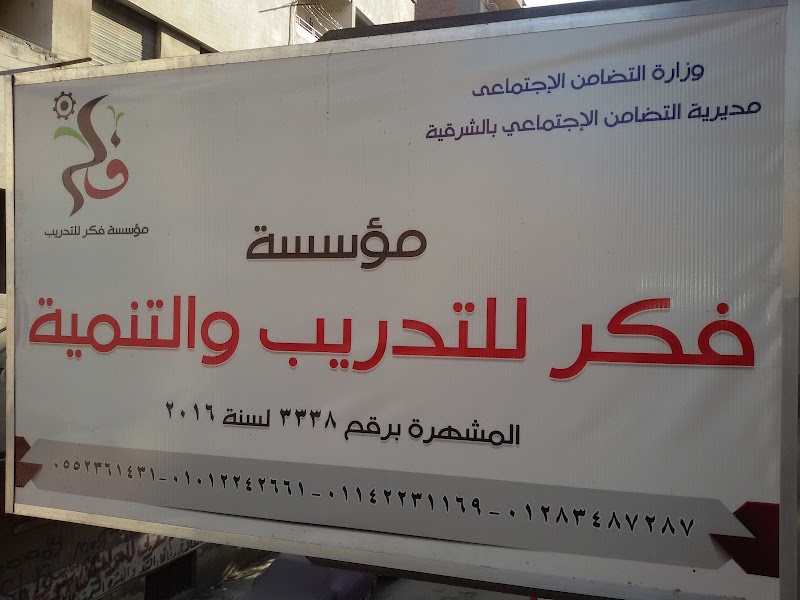 وزارة التضامن الإجتماعى
مديرية التضامن الإجتماعي بالشرقية
فكر
مؤسسة فكر للتدريب
مؤسسة
فكر للتدريب والتنمية
المشهرة برقم ٣٣٣٨ لسنة ٢٠١٦
٠٥٥٢٣٦١٤٣١-٠١٠١٢٢٤٢٦٦١-٠١١٤٢٢٣١١٦٩-٠١٢٨٣٤٨٧٢٨٧